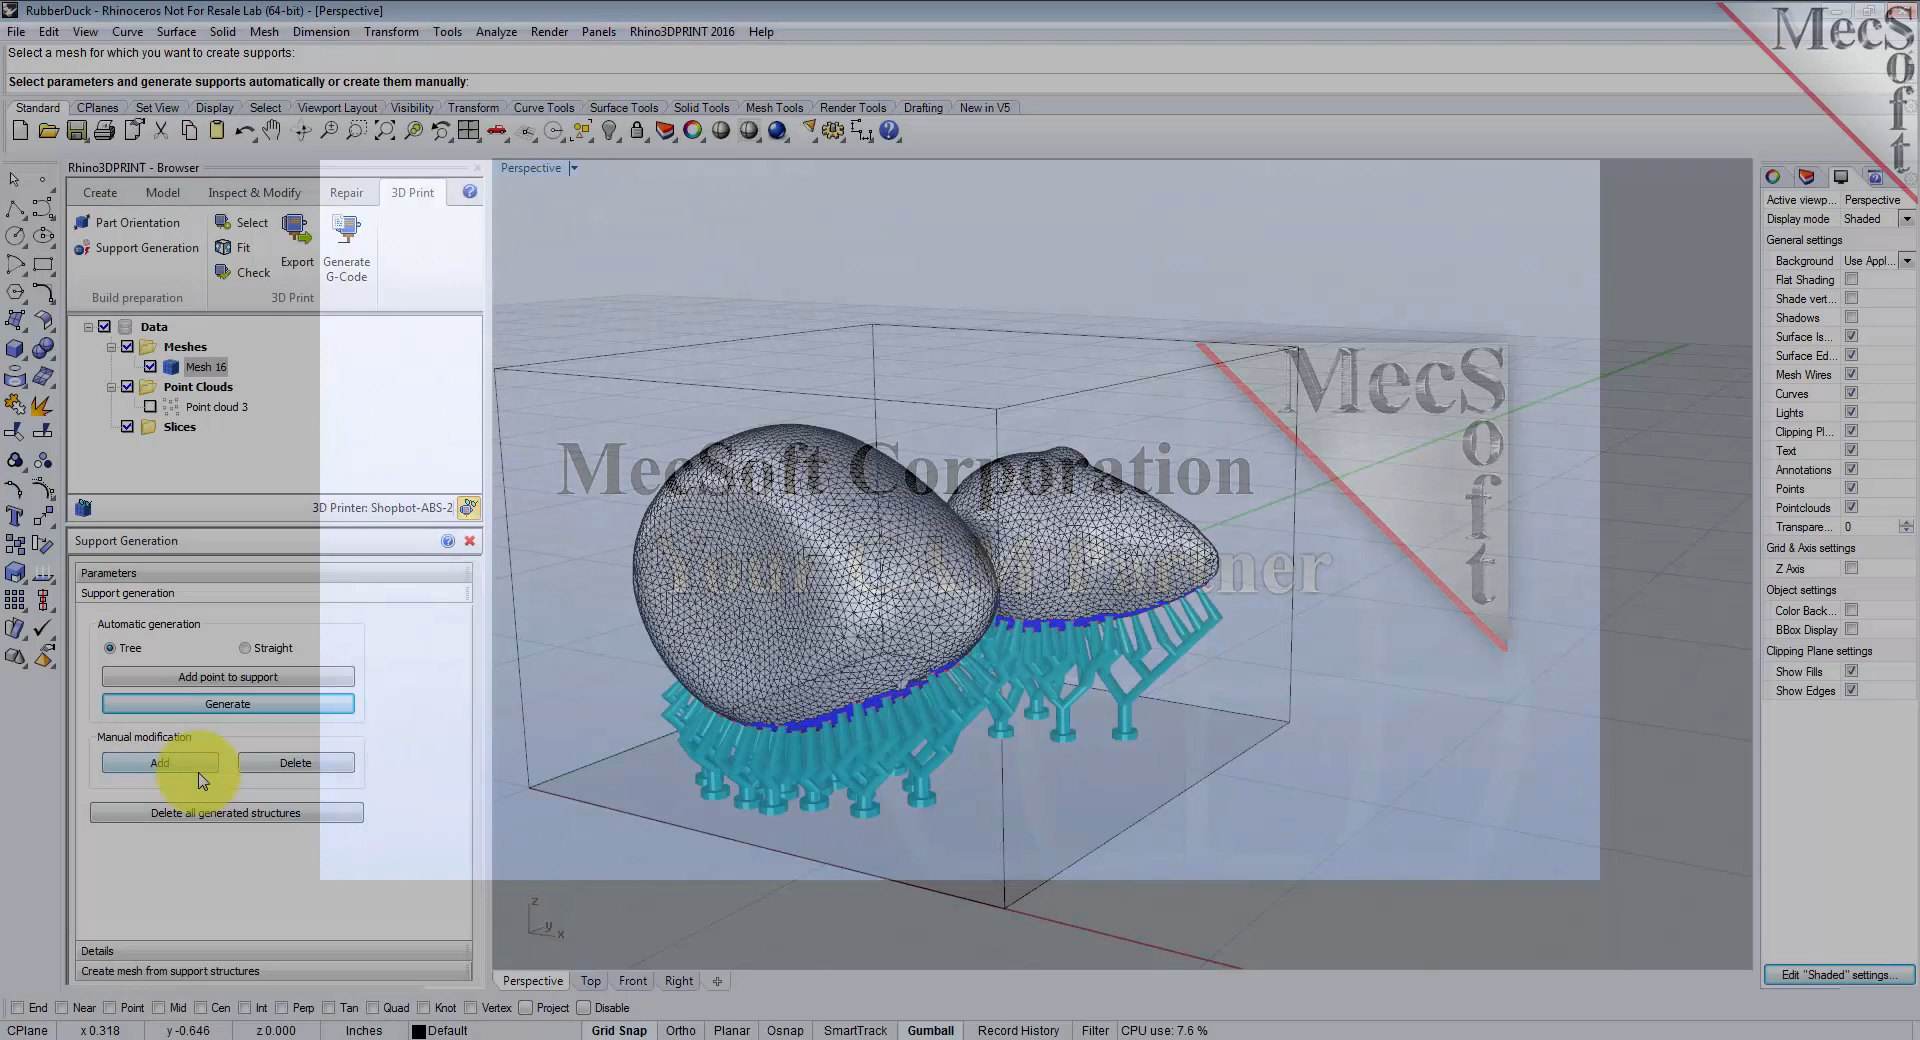 RubberDuck - Rhinoceros Not For Resale Lab (64-bit) - [Perspective]
File Edit View Curve Surface Solid Mesh Dimension Transform Tools Analyze Render Panels Rhino3DPRINT 2016 Help
Select a mesh for which you want to create supports:
Select parameters and generate supports automatically or create them manually:
Standard CPlanes Set View Display Select Viewport Layout Visibility Transform Curve Tools Surface Tools Solid Tools Mesh Tools Render Tools Drafting New in V5
MecSoft
Rhino3DPRINT - Browser
Create Model Inspect & Modify Repair 3D Print
Part Orientation
Support Generation
Build preparation
Select
Fit
Check
Export
3D Print
Generate
G-Code
Data
Meshes
Mesh 16
Point Clouds
Point cloud 3
Slices
3D Printer: Shopbot-ABS-2
Support Generation
Parameters
Support generation
Automatic generation
Tree Straight
Add point to support
Generate
Manual modification
Add Delete
Delete all generated structures
Details
Create mesh from support structures
Perspective
MecSoft
MecSoft Corporation
Your CAM Partner
z
y
x
Perspective Top Front Right
Active viewp... Perspective
Display mode Shaded
General settings
Background Use Appl...
Flat Shading
Shade vert...
Shadows
Surface Is...
Surface Ed...
Mesh Wires
Curves
Lights
Clipping Pl...
Text
Annotations
Points
Pointclouds
Transpare... 0
Grid & Axis settings
Z Axis
Object settings
Color Back...
BBox Display
Clipping Plane settings
Show Fills
Show Edges
Edit "Shaded" settings...
End Near Point Mid Cen Int Perp Tan Quad Knot Vertex Project Disable
CPlane x 0.318 y -0.646 z 0.000 Inches Default Grid Snap Ortho Planar Osnap SmartTrack Gumball Record History Filter CPU use: 7.6 %